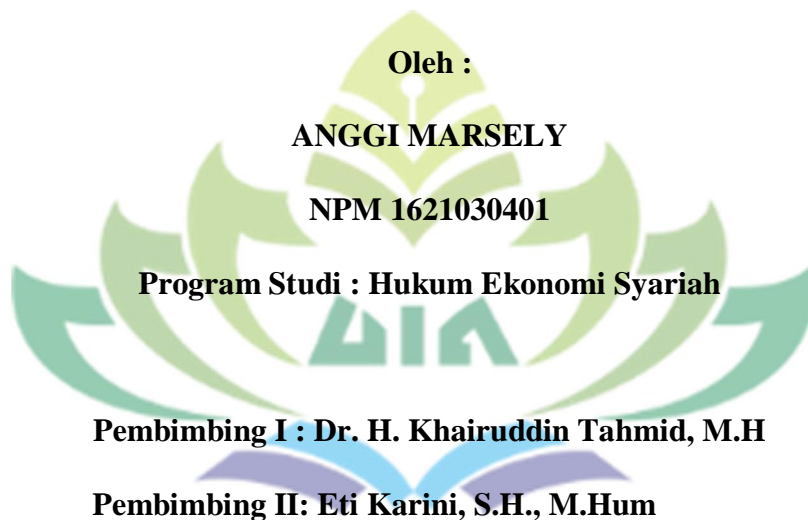 Oleh :
ANGGI MARSELY
NPM 1621030401
Program Studi : Hukum Ekonomi Syariah
UIN
Pembimbing I : Dr. H. Khairuddin Tahmid, M.H
Pembimbing II: Eti Karini, S.H., M.Hum